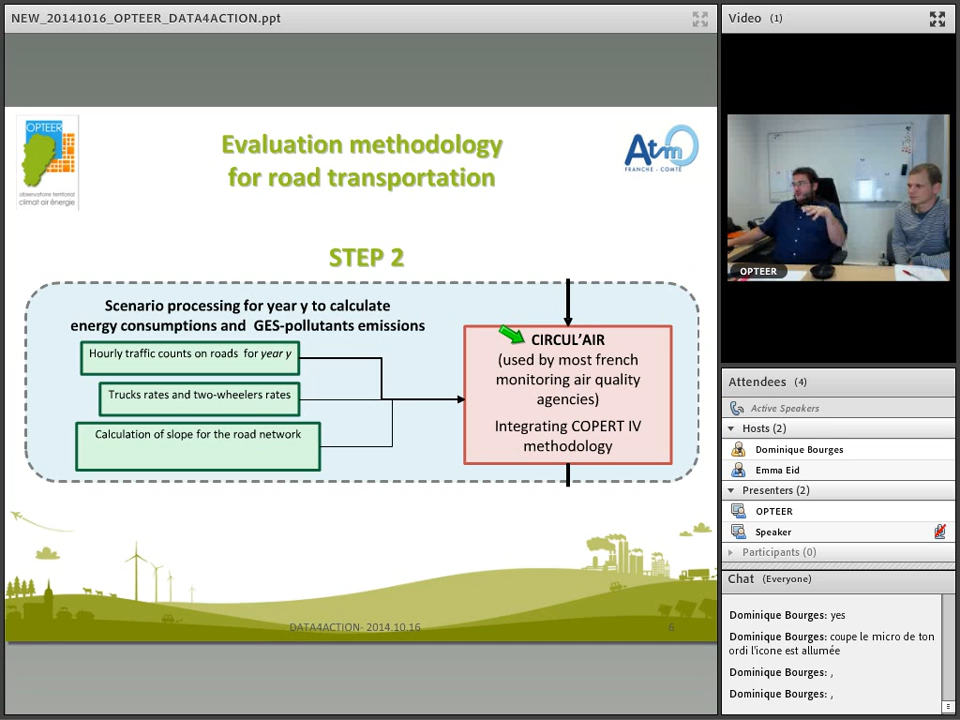 NEW_20141016_OPTEER_DATA4ACTION.ppt
OPTEER
observatoire territorial
climat air énergie
Evaluation methodology
for road transportation
Atm
FRANCHE - COMTÉ
STEP 2
Scenario processing for year y to calculate
energy consumptions and GES-pollutants emissions
Hourly traffic counts on roads for year y
Trucks rates and two-wheelers rates
Calculation of slope for the road network
CIRCUL'AIR
(used by most french
monitoring air quality
agencies)
Integrating COPERT IV
methodology
DATA4ACTION- 2014.10.16
6
Video (1)
OPTEER
Attendees (4)
Active Speakers
Hosts (2)
Dominique Bourges
Emma Eid
Presenters (2)
OPTEER
Speaker
Participants (0)
Chat (Everyone)
Dominique Bourges: yes
Dominique Bourges: coupe le micro de ton
ordi l'icone est allumée
Dominique Bourges: ,
Dominique Bourges: ,